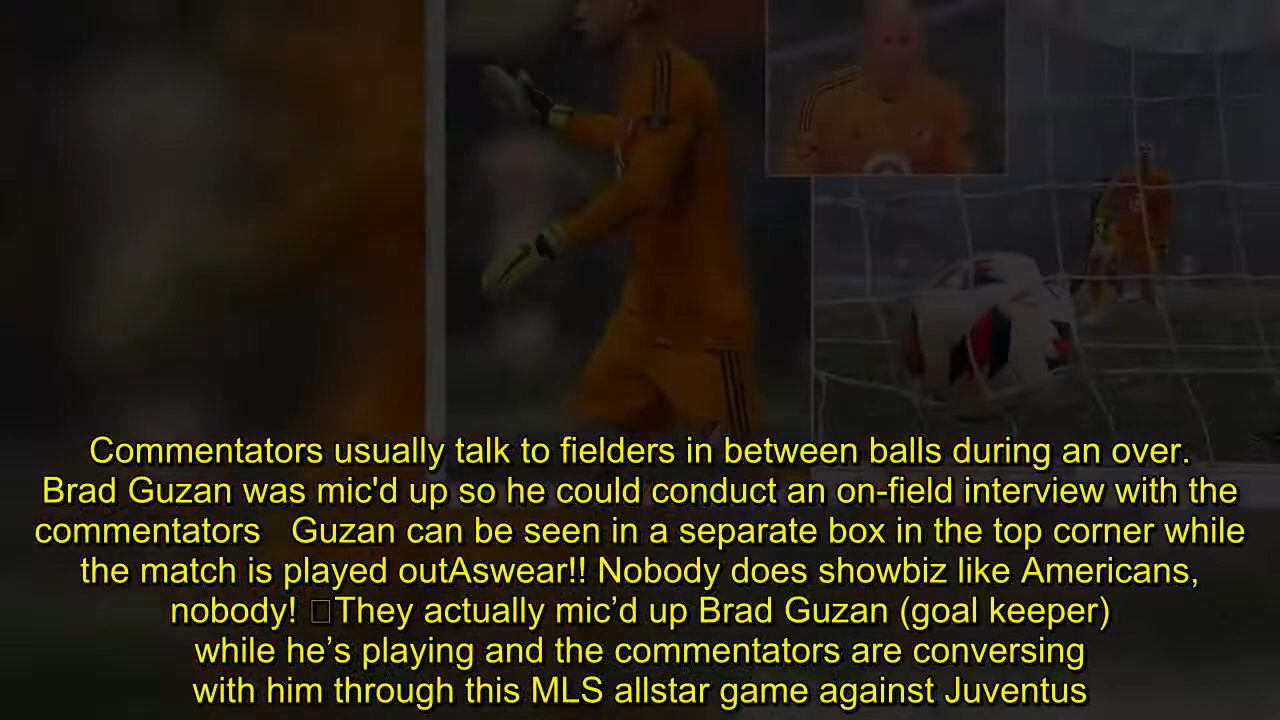 Commentators usually talk to fielders in between balls during an over.
Brad Guzan was mic'd up so he could conduct an on-field interview with the
commentators   Guzan can be seen in a separate box in the top corner while
the match is played outAswear!! Nobody does showbiz like Americans,
nobody! □They actually mic’d up Brad Guzan (goal keeper)
while he’s playing and the commentators are conversing
with him through this MLS allstar game against Juventus